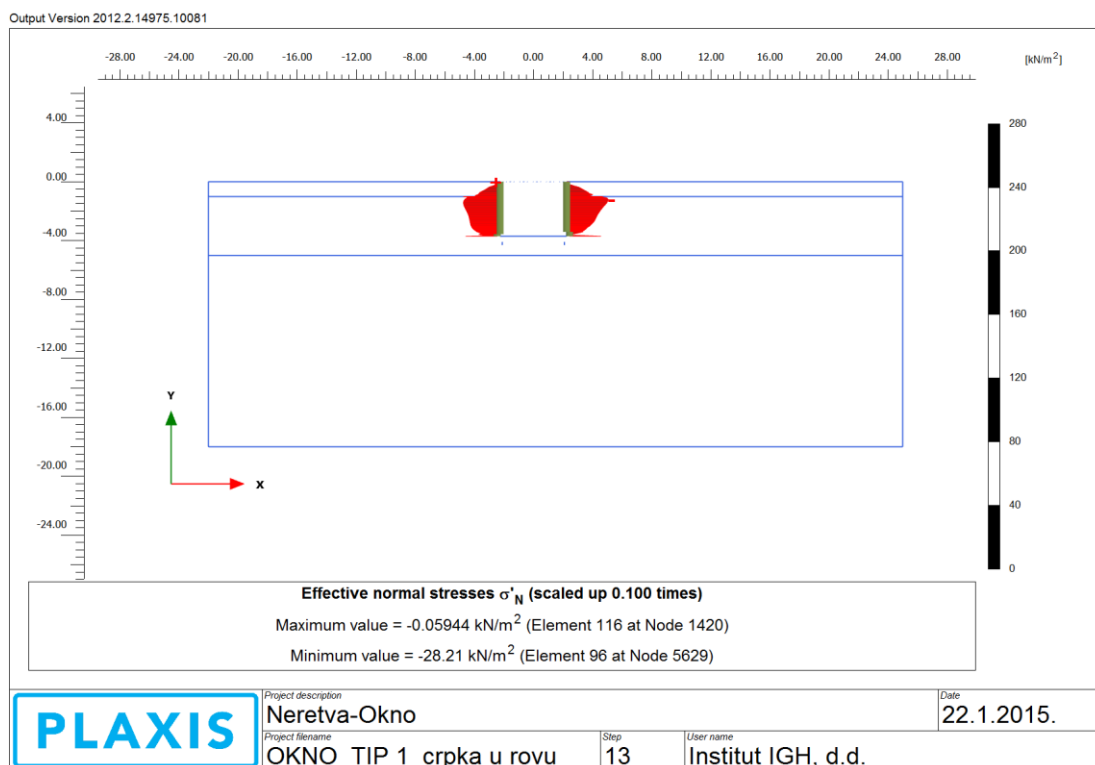 Output Version 2012.2.14975.10081
-28.00 -24.00 -20.00 -16.00 -12.00 -8.00 -4.00 0.00 4.00 8.00 12.00 16.00 20.00 24.00 28.00
[kN/m²]
4.00
0.00
-4.00
-8.00
-12.00
-16.00
-20.00
-24.00
Y
X
280
240
200
160
120
80
40
0
Effective normal stresses σ'N (scaled up 0.100 times)
Maximum value = -0.05944 kN/m² (Element 116 at Node 1420)
Minimum value = -28.21 kN/m² (Element 96 at Node 5629)
PLAXIS
Project description
Neretva-Okno
Date
22.1.2015.
Project filename
OKNO TIP 1 crpka u rovu
Step
13
User name
Institut IGH, d.d.